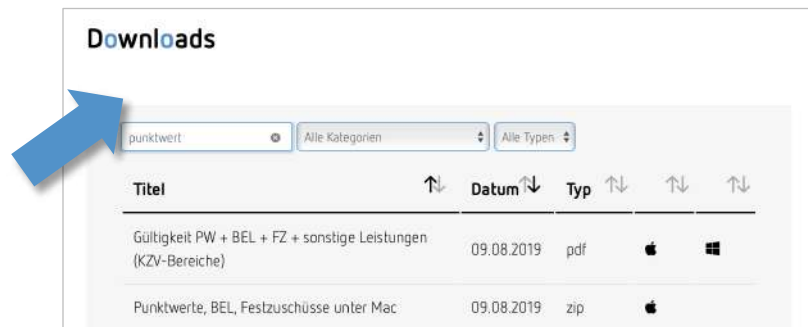 Downloads
punktwert Alle Kategorien Alle Typen
Titel Datum Typ
Gültigkeit PW + BEL + FZ + sonstige Leistungen
(KZV-Bereiche) 09.08.2019 pdf
Punktwerte, BEL, Festzuschüsse unter Mac 09.08.2019 zip